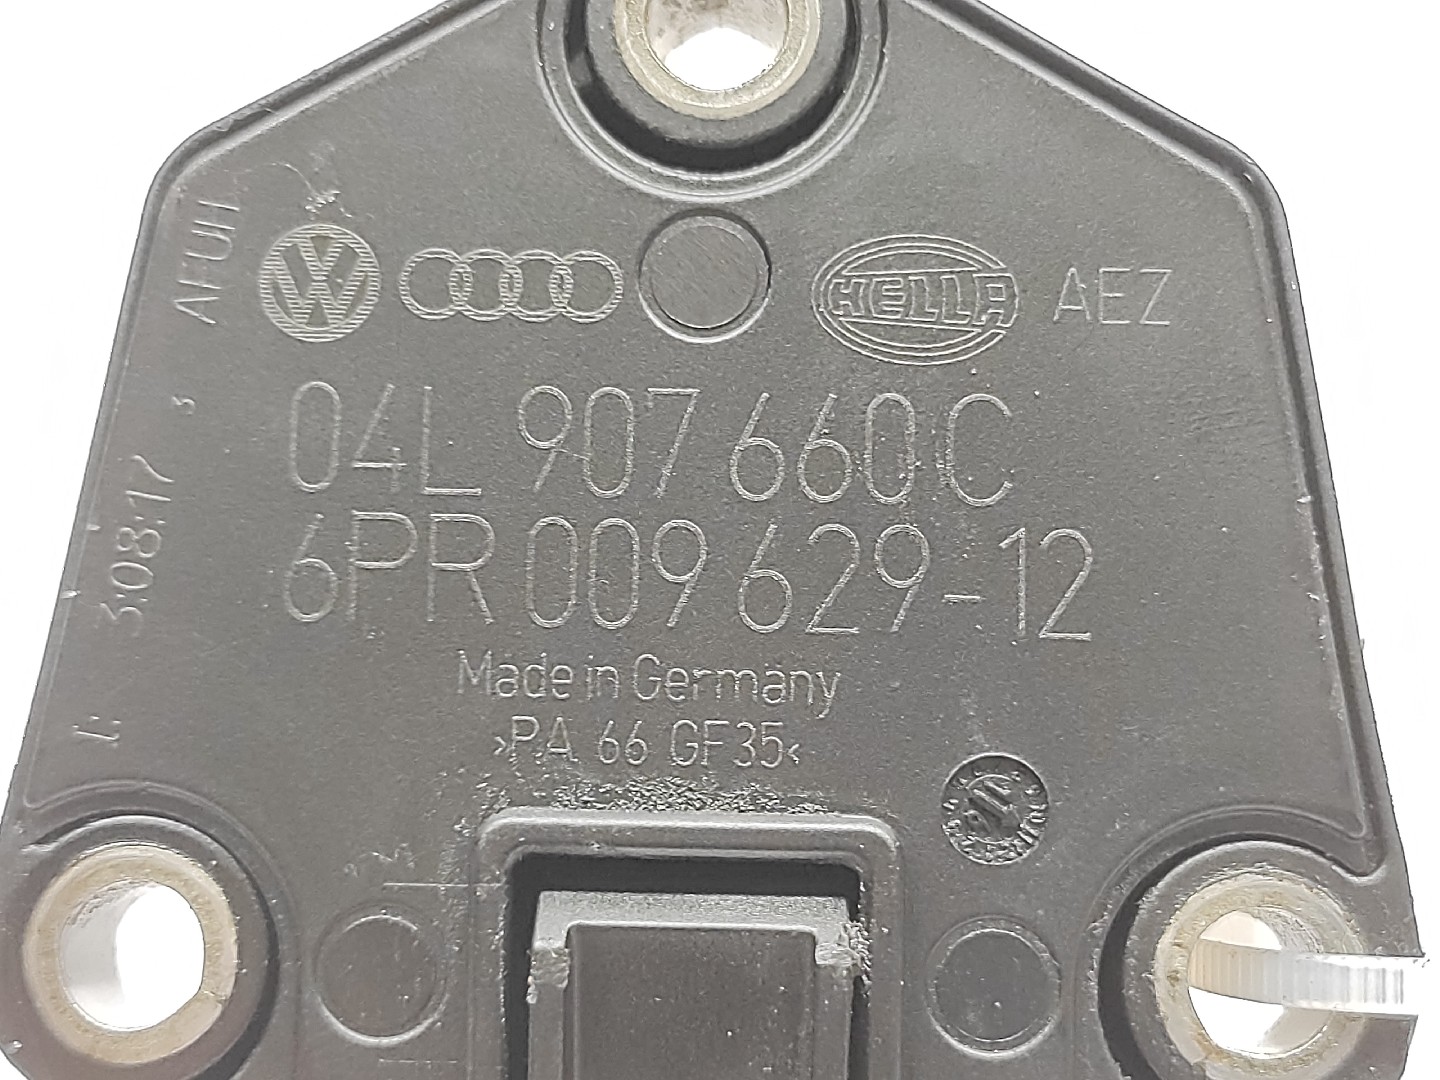 AFUH
3
3:08:17
L:
HELLA AEZ
04L 907 660 C
6PR 009 629-12
Made in Germany
>PA 66 GF35<